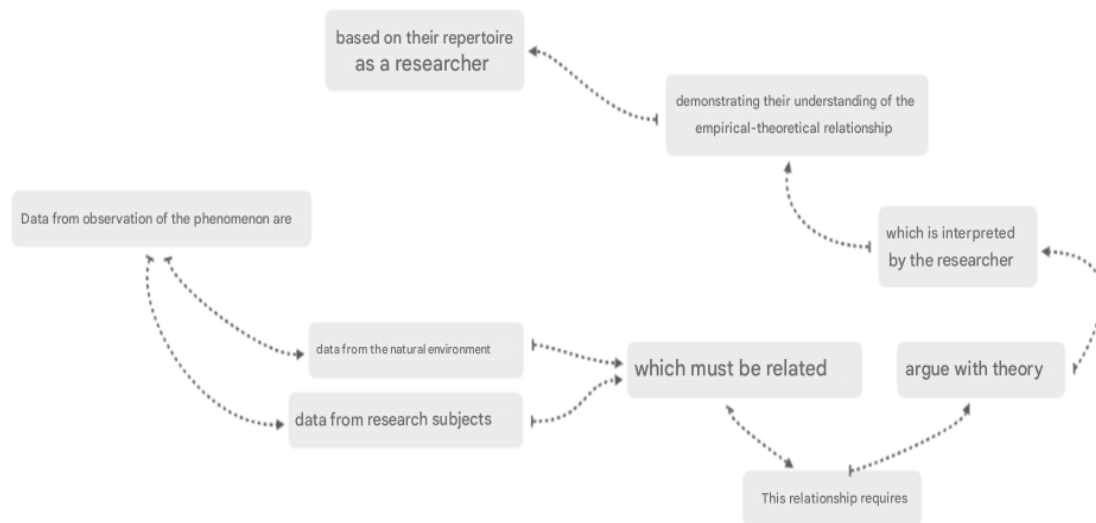 based on their repertoire
as a researcher
demonstrating their understanding of the
empirical-theoretical relationship
Data from observation of the phenomenon are
which is interpreted
by the researcher
data from the natural environment
which must be related
argue with theory
data from research subjects
This relationship requires